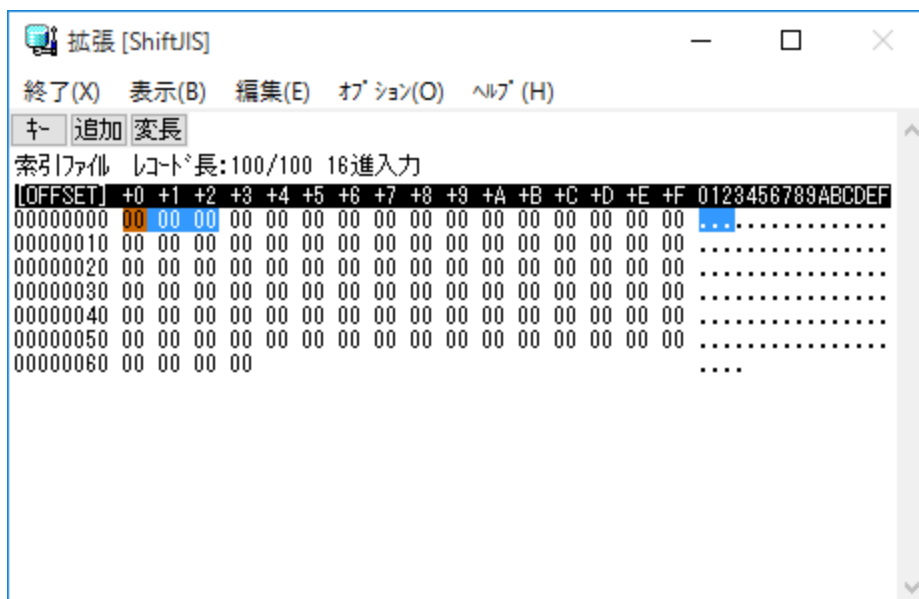 拡張 [ShiftJIS]
終了(X) 表示(B) 編集(E) ｵﾌﾟｼｮﾝ(O) ﾍﾙﾌﾟ(H)
ｷｰ 追加 変長
索引ﾌｧｲﾙ ﾚｺｰﾄﾞ長:100/100 16進入力
[OFFSET] +0 +1 +2 +3 +4 +5 +6 +7 +8 +9 +A +B +C +D +E +F 0123456789ABCDEF
00000000 00 00 00 00 00 00 00 00 00 00 00 00 00 00 00 00 ................
00000010 00 00 00 00 00 00 00 00 00 00 00 00 00 00 00 00 ................
00000020 00 00 00 00 00 00 00 00 00 00 00 00 00 00 00 00 ................
00000030 00 00 00 00 00 00 00 00 00 00 00 00 00 00 00 00 ................
00000040 00 00 00 00 00 00 00 00 00 00 00 00 00 00 00 00 ................
00000050 00 00 00 00 00 00 00 00 00 00 00 00 00 00 00 00 ................
00000060 00 00 00 00 ....